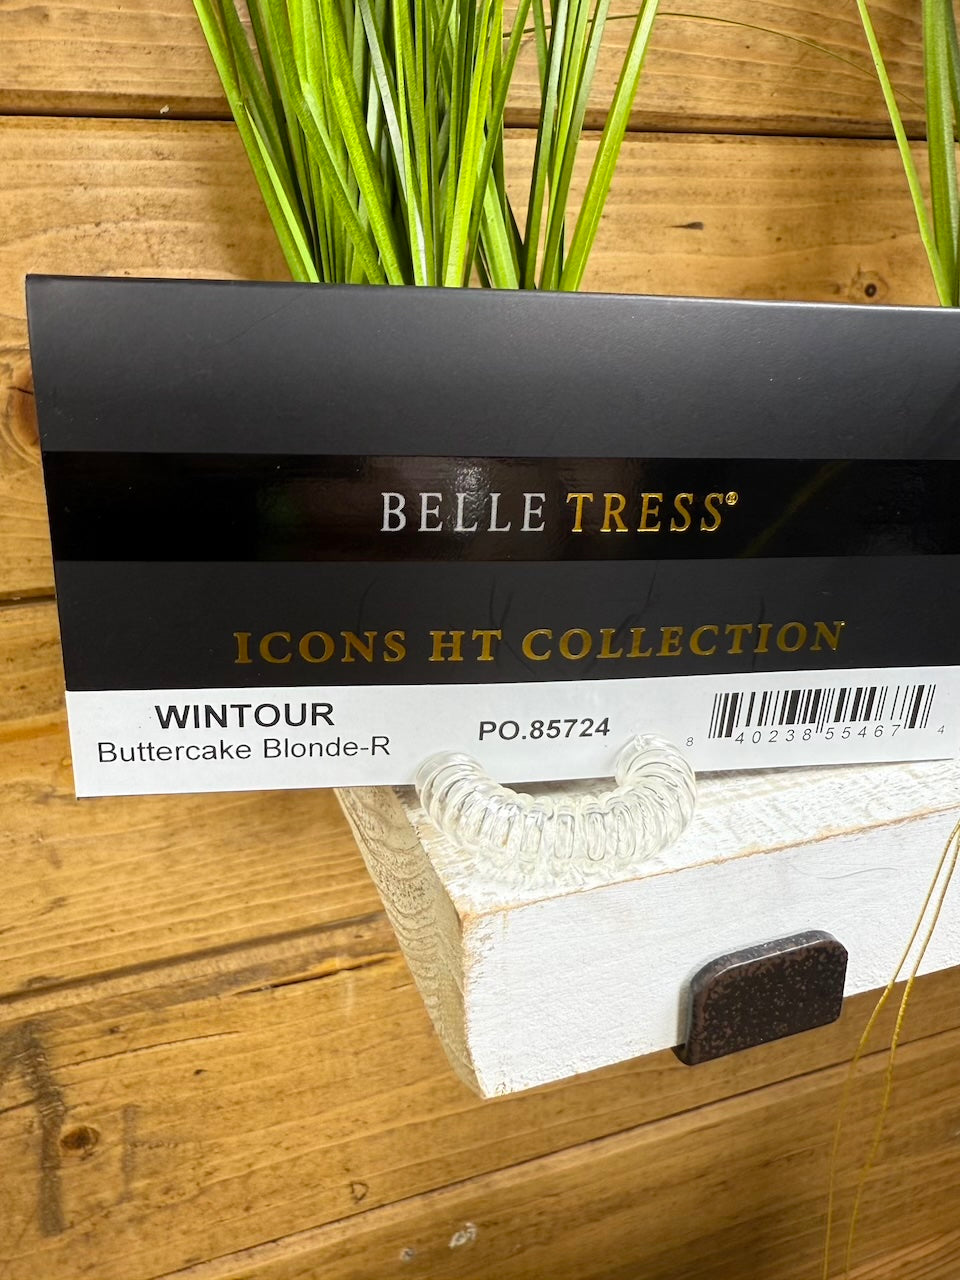 BELLE TRESS®
ICONS HT COLLECTION
WINTOUR
Buttercake Blonde-R
PO.85724
8 40238 55467 4